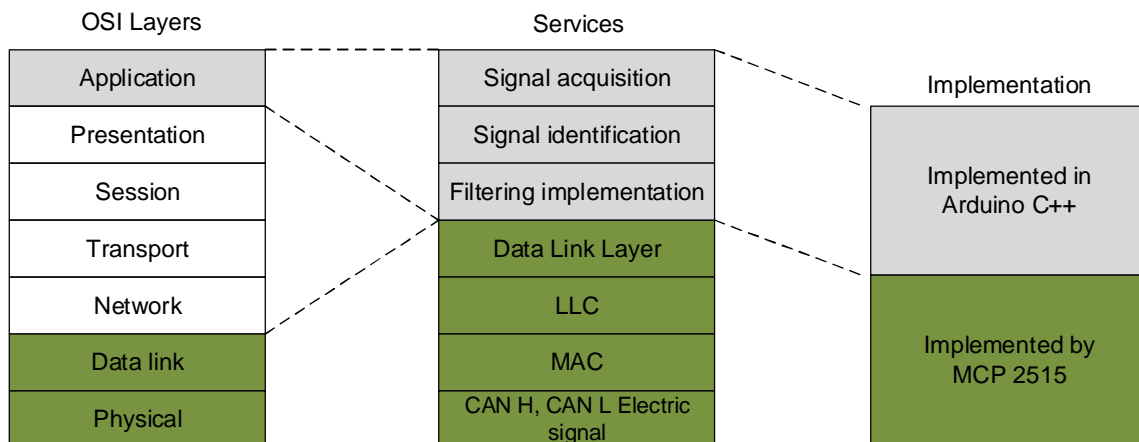 OSI Layers
Application
Presentation
Session
Transport
Network
Data link
Physical
Services
Signal acquisition
Signal identification
Filtering implementation
Data Link Layer
LLC
MAC
CAN H, CAN L Electric
signal
Implementation
Implemented in
Arduino C++
Implemented by
MCP 2515